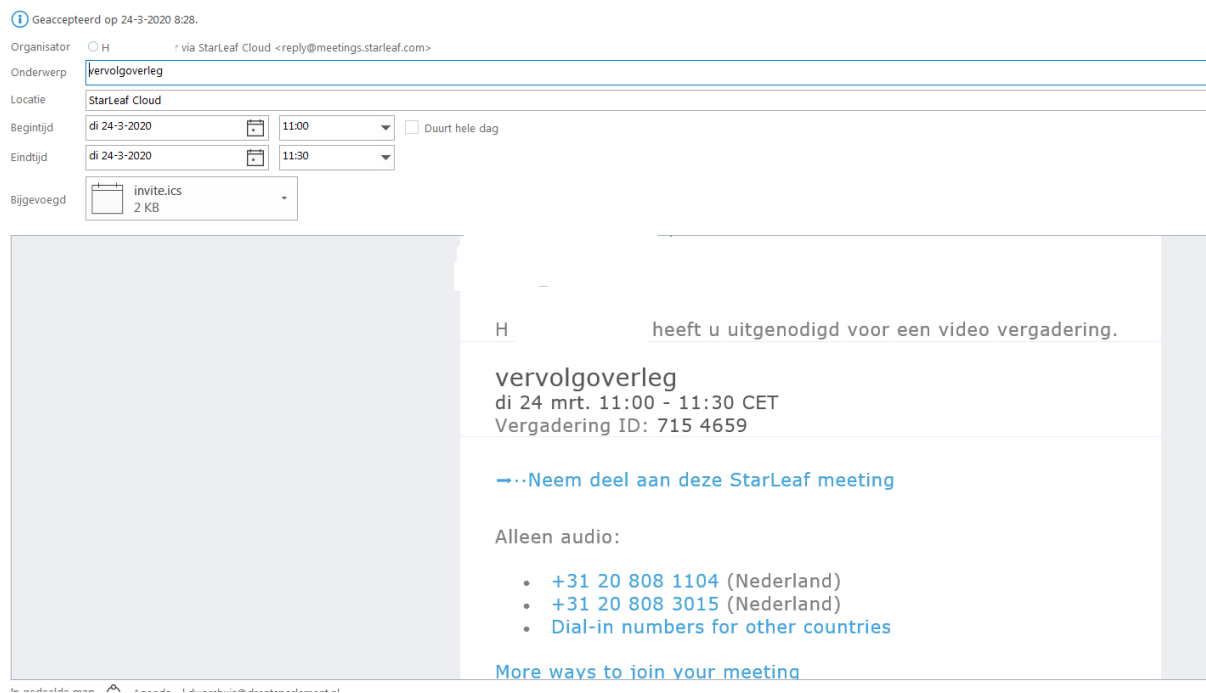 Geaccepteerd op 24-3-2020 8:28.
Organisator H r via StarLeaf Cloud <reply@meetings.starleaf.com>
Onderwerp vervolgoverleg
Locatie StarLeaf Cloud
Begintijd di 24-3-2020 11:00 Duurt hele dag
Eindtijd di 24-3-2020 11:30
Bijgevoegd invite.ics
2 KB
H heeft u uitgenodigd voor een video vergadering.
vervolgoverleg
di 24 mrt. 11:00 - 11:30 CET
Vergadering ID: 715 4659
➞··Neem deel aan deze StarLeaf meeting
Alleen audio:
• +31 20 808 1104 (Nederland)
• +31 20 808 3015 (Nederland)
• Dial-in numbers for other countries
More ways to join your meeting
In gedeelde map Agenda